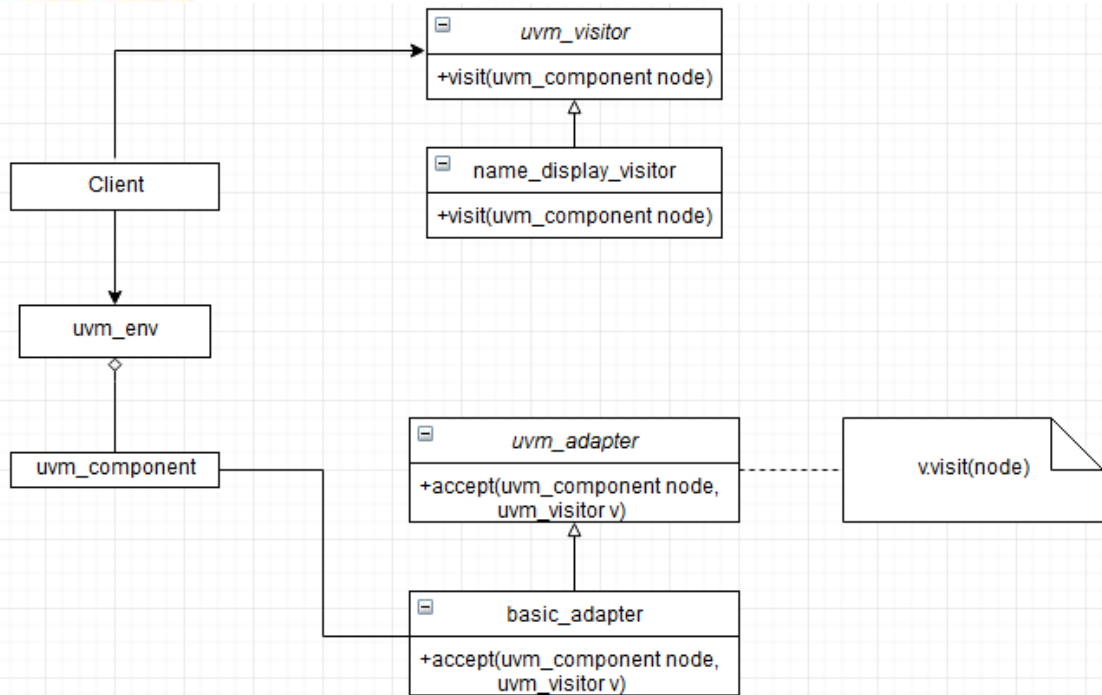 uvm_visitor
+visit(uvm_component node)
name_display_visitor
+visit(uvm_component node)
Client
uvm_env
uvm_component
uvm_adapter
+accept(uvm_component node,
uvm_visitor v)
v.visit(node)
basic_adapter
+accept(uvm_component node,
uvm_visitor v)